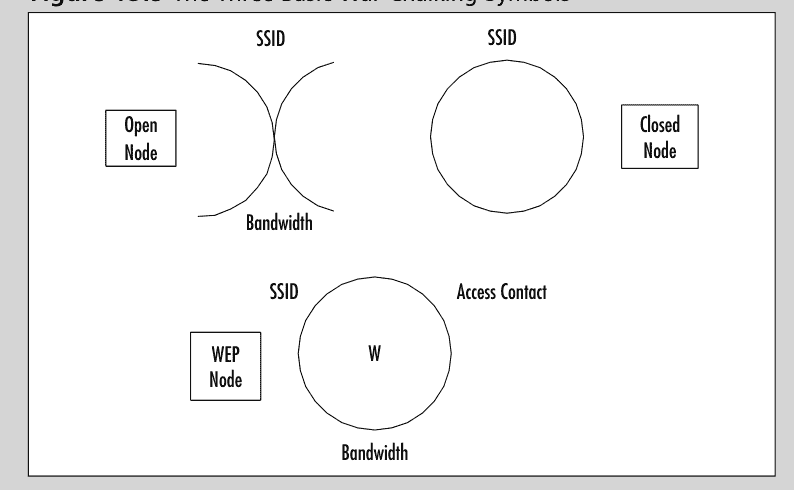 SSID
SSID
Open
Node
Closed
Node
Bandwidth
SSID
Access Contact
WEP
Node
W
Bandwidth